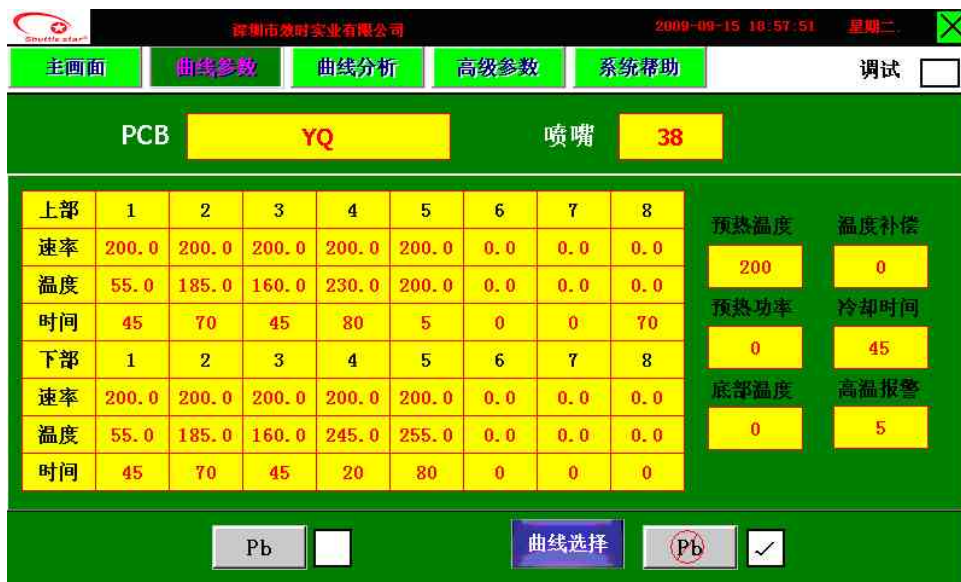 Shuttle star
深圳市效时实业有限公司 2009-09-15 18:57:51 星期二.
主画面 曲线参数 曲线分析 高级参数 系统帮助 调试
PCB YQ 喷嘴 38
上部 1 2 3 4 5 6 7 8
速率 200.0 200.0 200.0 200.0 200.0 0.0 0.0 0.0
温度 55.0 185.0 160.0 230.0 200.0 0.0 0.0 0.0
时间 45 70 45 80 5 0 0 70
下部 1 2 3 4 5 6 7 8
速率 200.0 200.0 200.0 200.0 200.0 0.0 0.0 0.0
温度 55.0 185.0 160.0 245.0 255.0 0.0 0.0 0.0
时间 45 70 45 20 80 0 0 0
预热温度 温度补偿
200 0
预热功率 冷却时间
0 45
底部温度 高温报警
0 5
Pb 曲线选择 Pb